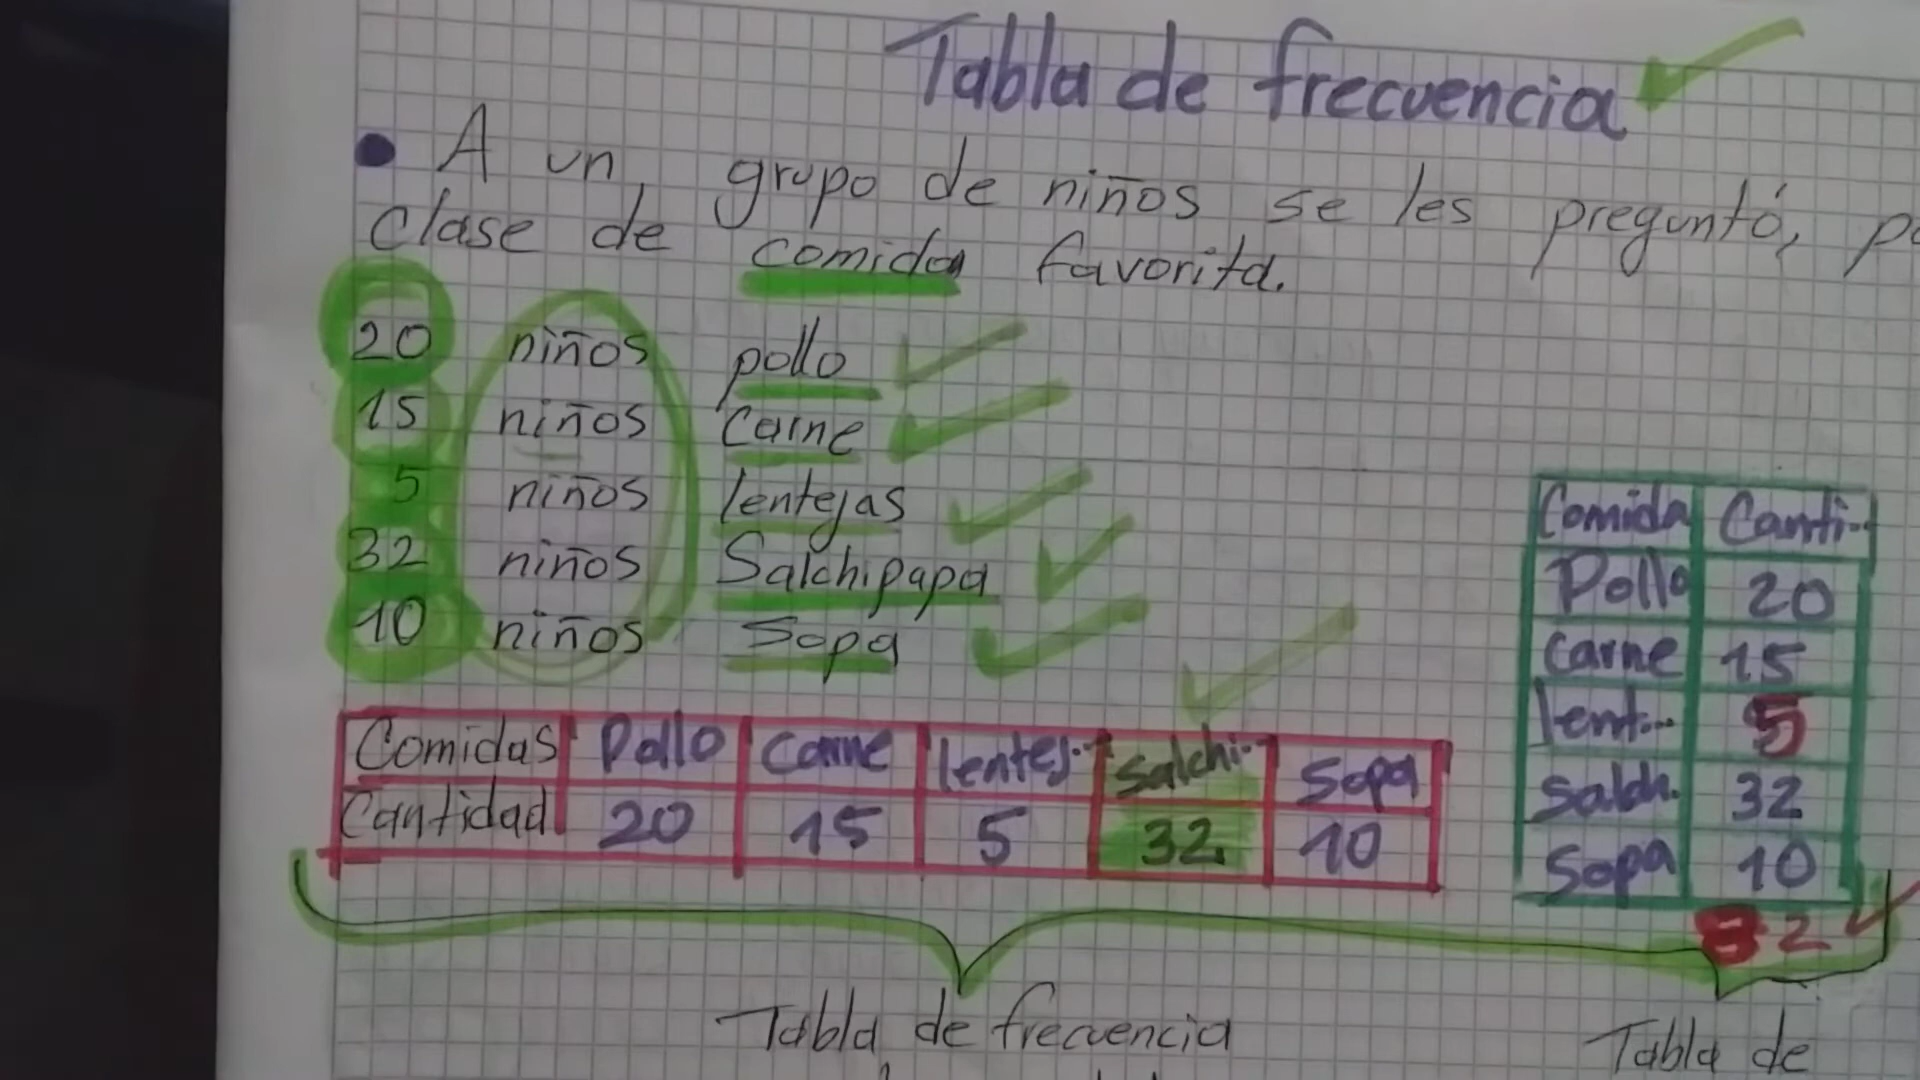 Tabla de frecuencia
A un grupo de niños se les preguntó,
clase de comida favorita.
20 niños pollo
15 niños Carne
5 niños lentejas
32 niños Salchipapa
10 niños Sopa
Comidas Pollo Carne lentej. Salchi- Sopa
Cantidad 20 15 5 32 10
Comida Canti..
Pollo 20
Carne 15
lent... 5
Salch. 32
Sopa 10
2
Tabla de frecuencia
Tabla de